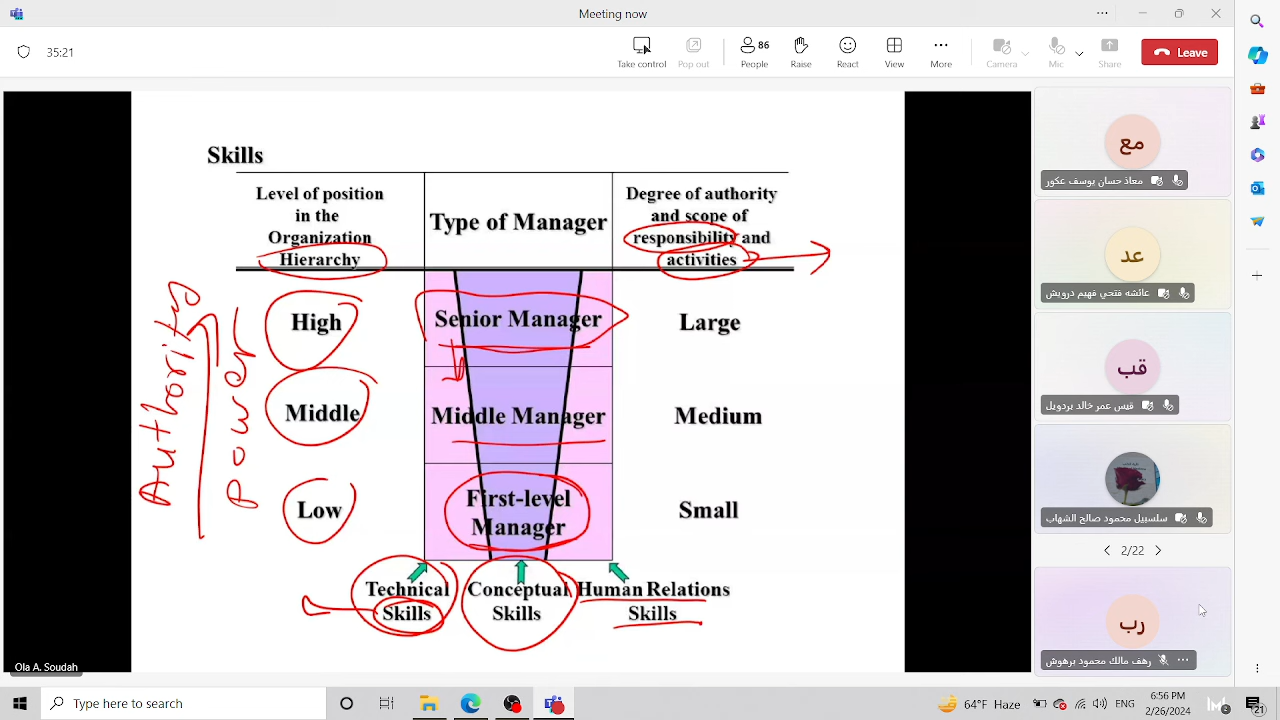 Meeting now
35:21
Take control
Pop out
86
People
Raise
React
View
More
Camera
Mic
Share
Leave
Skills
Level of position
in the
Organization
Hierarchy
Type of Manager
Degree of authority
and scope of
responsibility and
activities
Authority
Power
High
Senior Manager
Large
Middle
Middle Manager
Medium
Low
First-level
Manager
Small
Technical
Skills
Conceptual
Skills
Human Relations
Skills
Ola A. Soudah
مع
معاذ حسان يوسف عكور
عد
عائشه فتحي فهيم درويش
قب
قيس عمر خالد بردويل
سلسبيل محمود صالح الشهاب
2/22
رب
رهف مالك محمود برهوش
Type here to search
64°F Haze
ENG
6:56 PM
2/26/2024
2
21